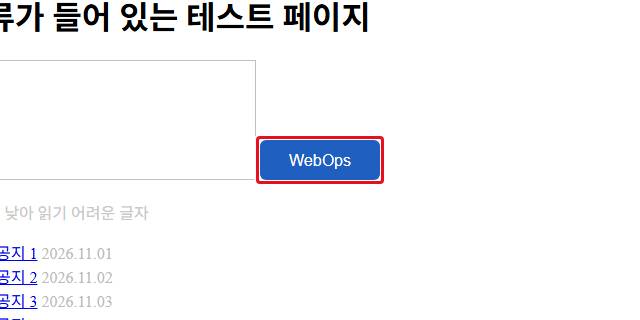 류가 들어 있는 테스트 페이지
WebOps
낮아 읽기 어려운 글자
공지 1 2026.11.01
공지 2 2026.11.02
공지 3 2026.11.03